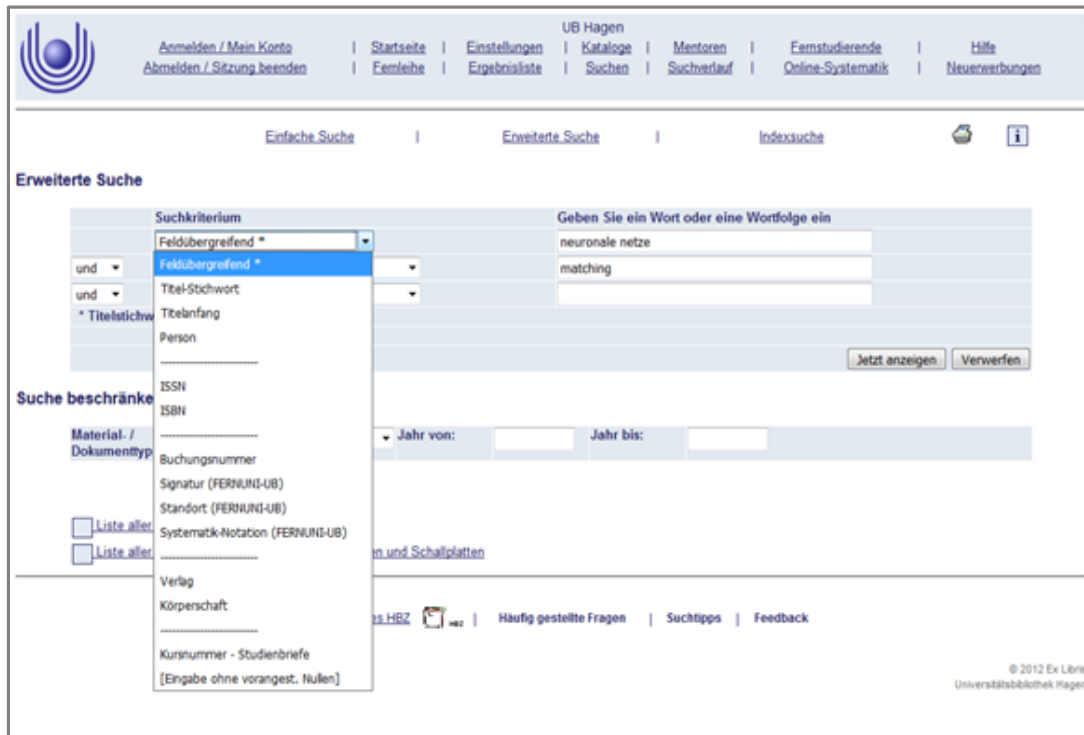 UB Hagen
Anmelden / Mein Konto | Startseite | Einstellungen | Kataloge | Mentoren | Fernstudierende | Hilfe
Abmelden / Sitzung beenden | Fernleihe | Ergebnisliste | Suchen | Suchverlauf | Online-Systematik | Neuerwerbungen
Einfache Suche | Erweiterte Suche | Indexsuche
Erweiterte Suche
Suchkriterium Geben Sie ein Wort oder eine Wortfolge ein
Feldübergreifend * neuronale netze
und matching
und
* Titelstichw
Feldübergreifend *
Titel-Stichwort
Titelanfang
Person
-------------------------
ISSN
ISBN
-------------------------
Buchungsnummer
Signatur (FERNUNI-UB)
Standort (FERNUNI-UB)
Systematik-Notation (FERNUNI-UB)
-------------------------
Verlag
Körperschaft
-------------------------
Kursnummer - Studienbriefe
[Eingabe ohne vorangest. Nullen]
Jetzt anzeigen Verwerfen
Suche beschränke
Material- / Jahr von: Jahr bis:
Dokumenttyp
Liste aller
Liste aller en und Schallplatten
es HBZ HBZ | Häufig gestellte Fragen | Suchtipps | Feedback
© 2012 Ex Libris
Universitätsbibliothek Hagen